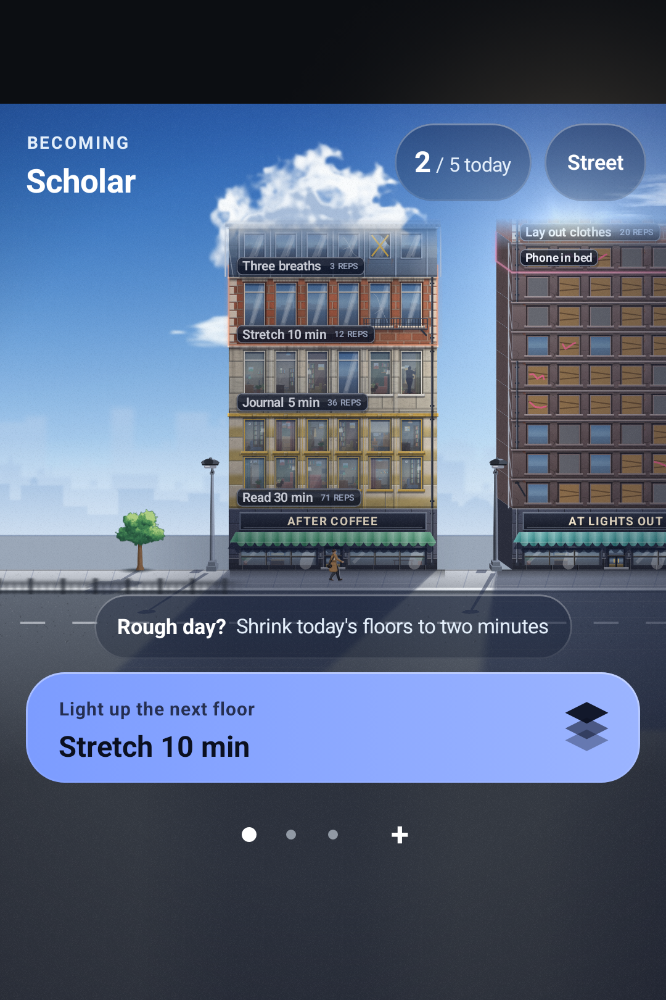 BECOMING
Scholar
2 / 5 today
Street
Three breaths 3 REPS
Stretch 10 min 12 REPS
Journal 5 min 36 REPS
Read 30 min 71 REPS
AFTER COFFEE
Lay out clothes 20 REPS
Phone in bed
AT LIGHTS OUT
Rough day? Shrink today's floors to two minutes
Light up the next floor
Stretch 10 min
+